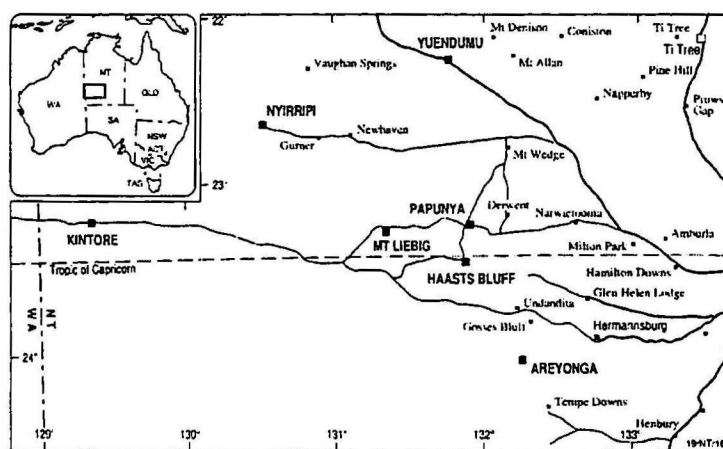 22°
Mt Denison
Coniston
Ti Tree
Ti Tree
YUENDUMU
Mt Allan
Pine Hill
Vaughan Springs
Napperby
Prows Gap
NT
WA
QLD
SA
NSW
ACT
VIC
TAS
NYIRRIPI
Newhaven
Gurner
Mt Wedge
23°
PAPUNYA
Derwent
Narwietooma
KINTORE
MT LIEBIG
Milton Park
Amburla
Tropic of Capricorn
HAASTS BLUFF
Hamilton Downs
Glen Helen Lodge
NT
WA
Undandita
Gosses Bluff
Hermannsburg
24°
AREYONGA
Tempe Downs
Henbury
129°
130°
131°
132°
133°